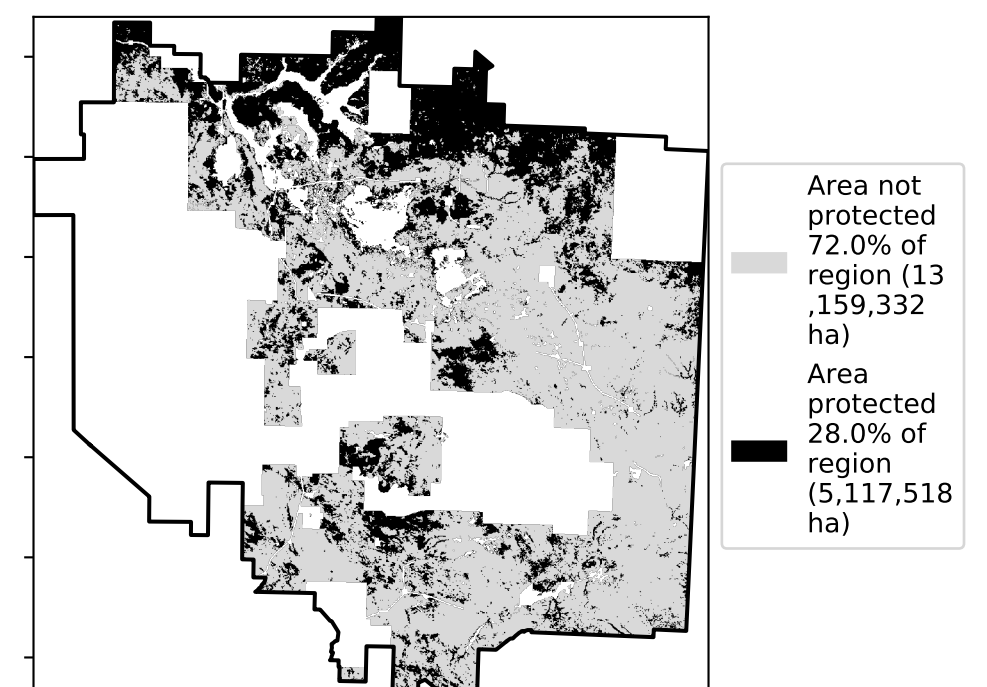 Area not
protected
72.0% of
region (13
,159,332
ha)
Area
protected
28.0% of
region
(5,117,518
ha)